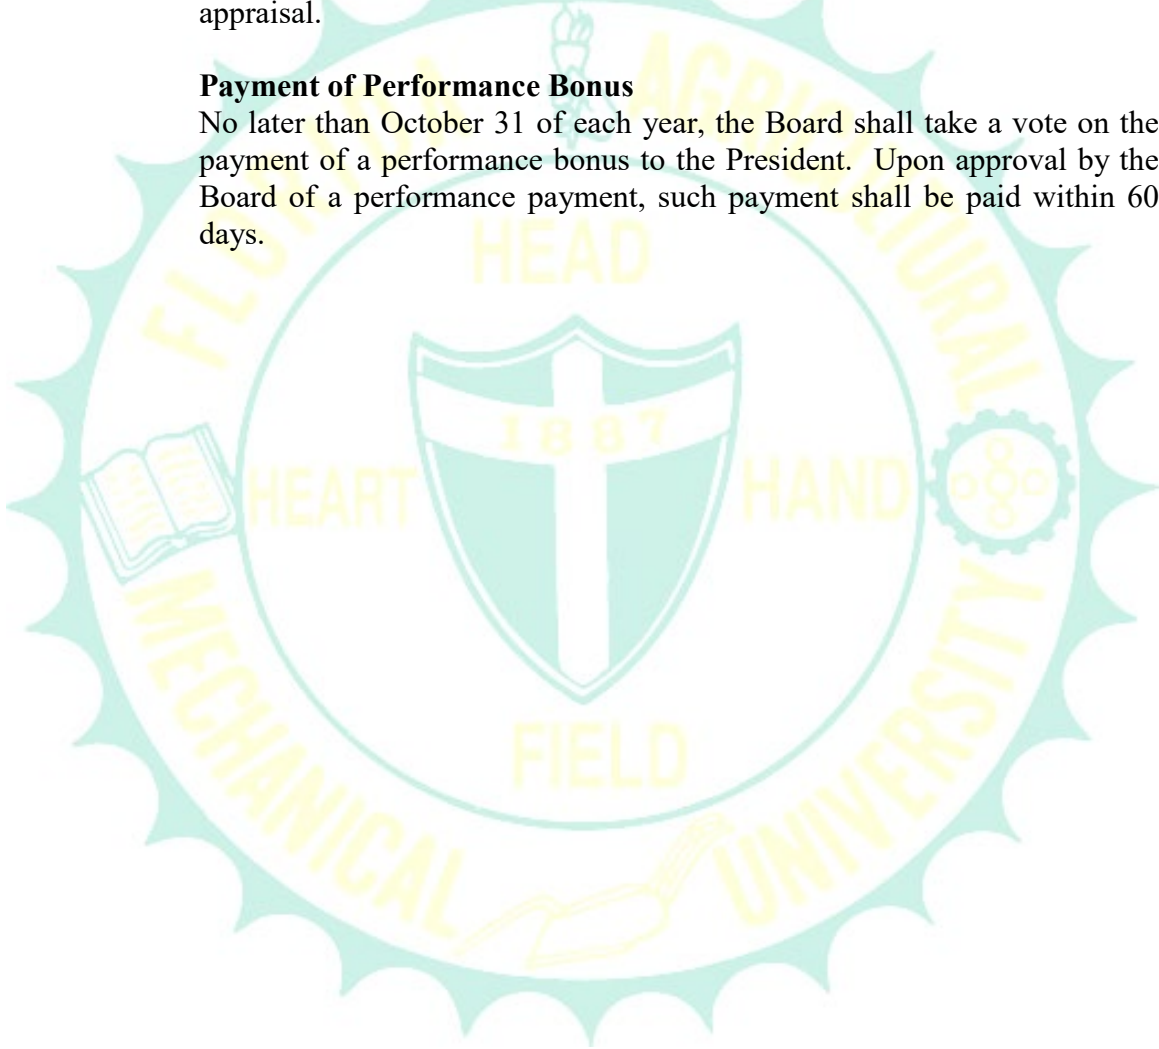 appraisal.
Payment of Performance Bonus
No later than October 31 of each year, the Board shall take a vote on the
payment of a performance bonus to the President. Upon approval by the
Board of a performance payment, such payment shall be paid within 60
days.
FLORIDA AGRICULTURAL
HEAD
1887
HEART
HAND
FIELD
MECHANICAL UNIVERSITY